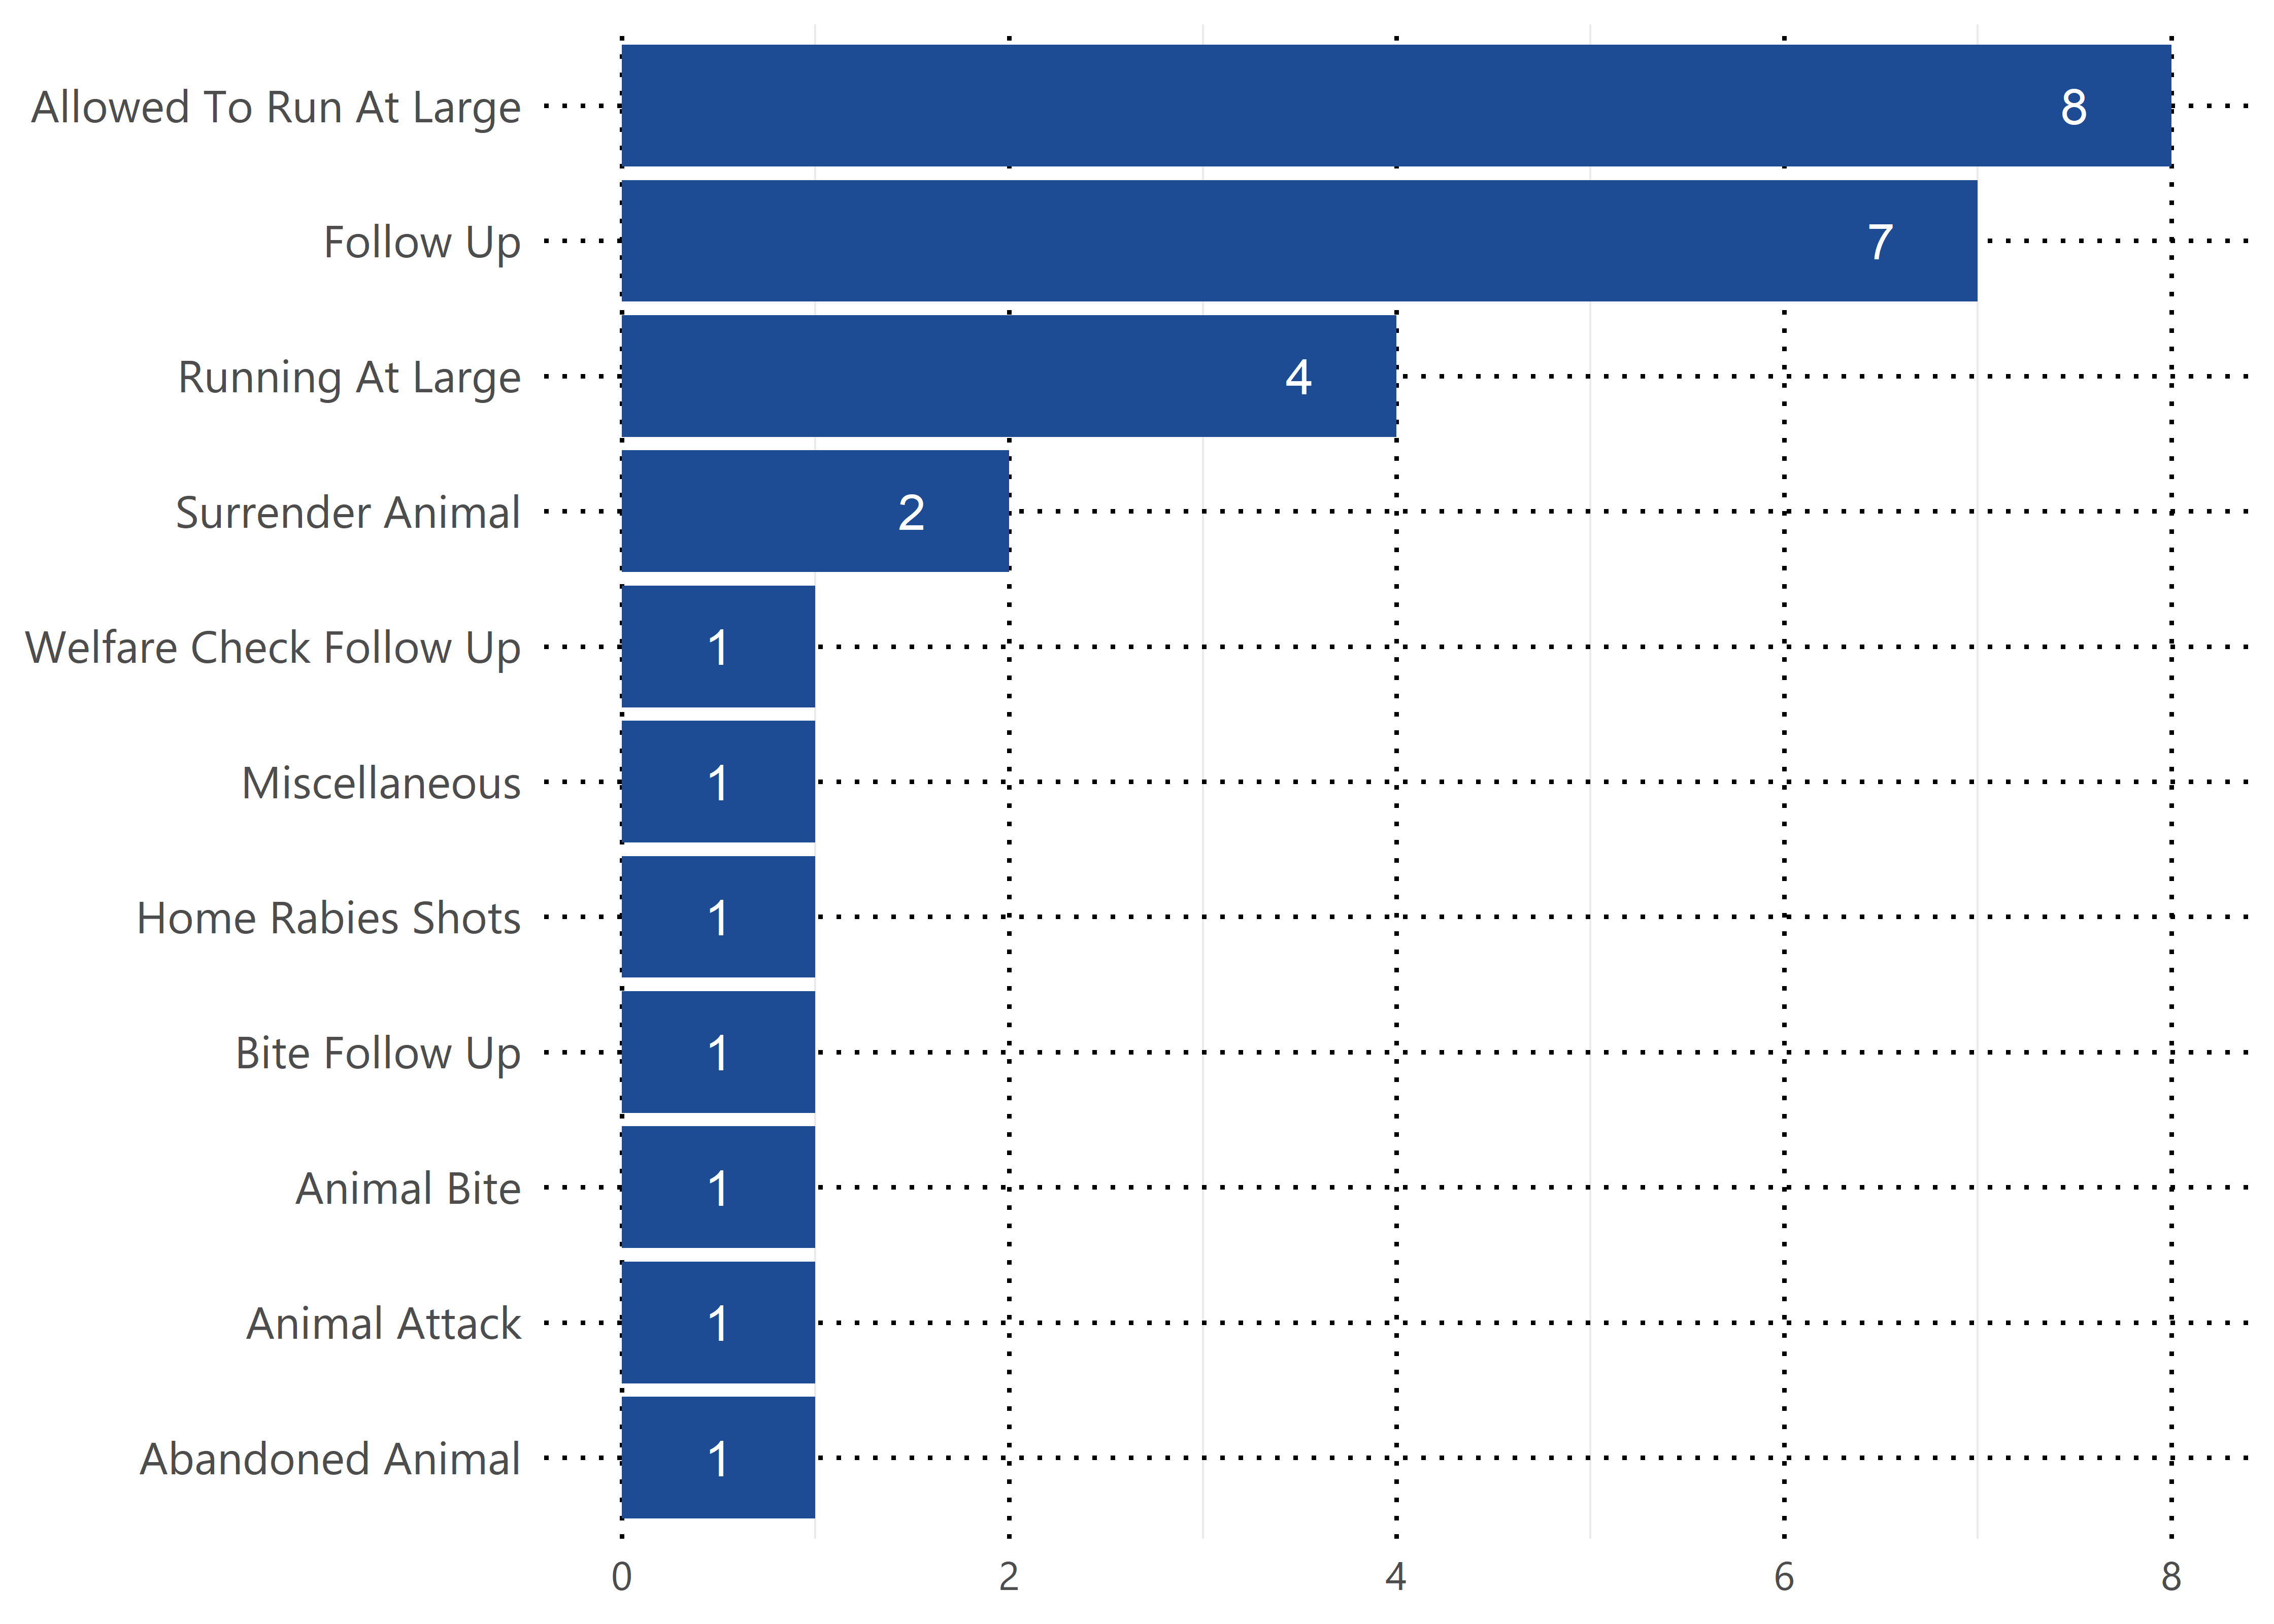 Allowed To Run At Large 8
Follow Up 7
Running At Large 4
Surrender Animal 2
Welfare Check Follow Up 1
Miscellaneous 1
Home Rabies Shots 1
Bite Follow Up 1
Animal Bite 1
Animal Attack 1
Abandoned Animal 1
0 2 4 6 8